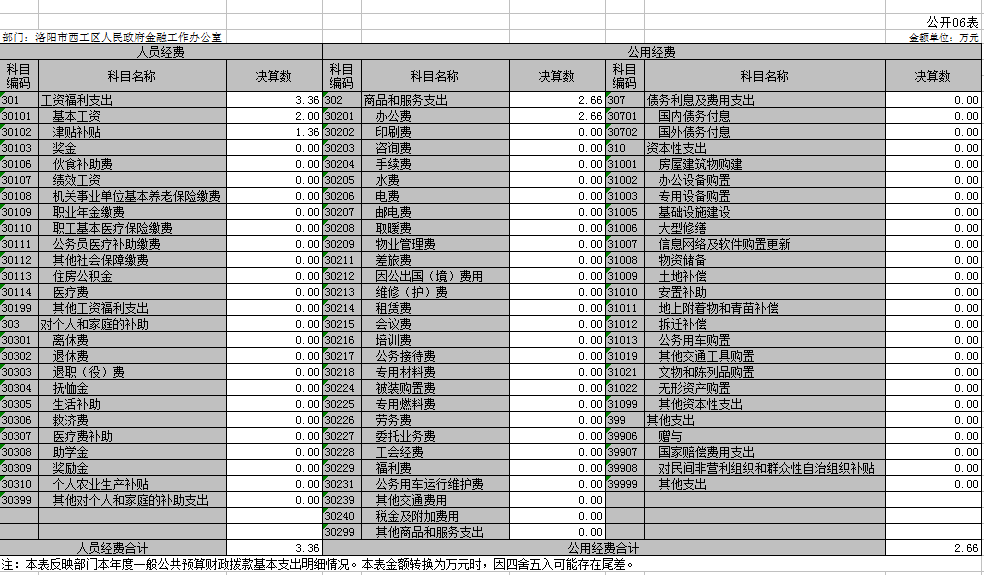 公开06表
部门：洛阳市西工区人民政府金融工作办公室 金额单位：万元
人员经费 公用经费
科目编码 科目名称 决算数 科目编码 科目名称 决算数 科目编码 科目名称 决算数
301 工资福利支出 3.36 302 商品和服务支出 2.66 307 债务利息及费用支出 0.00
30101 基本工资 2.00 30201 办公费 2.66 30701 国内债务付息 0.00
30102 津贴补贴 1.36 30202 印刷费 0.00 30702 国外债务付息 0.00
30103 奖金 0.00 30203 咨询费 0.00 310 资本性支出 0.00
30106 伙食补助费 0.00 30204 手续费 0.00 31001 房屋建筑物购建 0.00
30107 绩效工资 0.00 30205 水费 0.00 31002 办公设备购置 0.00
30108 机关事业单位基本养老保险缴费 0.00 30206 电费 0.00 31003 专用设备购置 0.00
30109 职业年金缴费 0.00 30207 邮电费 0.00 31005 基础设施建设 0.00
30110 职工基本医疗保险缴费 0.00 30208 取暖费 0.00 31006 大型修缮 0.00
30111 公务员医疗补助缴费 0.00 30209 物业管理费 0.00 31007 信息网络及软件购置更新 0.00
30112 其他社会保障缴费 0.00 30211 差旅费 0.00 31008 物资储备 0.00
30113 住房公积金 0.00 30212 因公出国（境）费用 0.00 31009 土地补偿 0.00
30114 医疗费 0.00 30213 维修（护）费 0.00 31010 安置补助 0.00
30199 其他工资福利支出 0.00 30214 租赁费 0.00 31011 地上附着物和青苗补偿 0.00
303 对个人和家庭的补助 0.00 30215 会议费 0.00 31012 拆迁补偿 0.00
30301 离休费 0.00 30216 培训费 0.00 31013 公务用车购置 0.00
30302 退休费 0.00 30217 公务接待费 0.00 31019 其他交通工具购置 0.00
30303 退职（役）费 0.00 30218 专用材料费 0.00 31021 文物和陈列品购置 0.00
30304 抚恤金 0.00 30224 被装购置费 0.00 31022 无形资产购置 0.00
30305 生活补助 0.00 30225 专用燃料费 0.00 31099 其他资本性支出 0.00
30306 救济费 0.00 30226 劳务费 0.00 399 其他支出 0.00
30307 医疗费补助 0.00 30227 委托业务费 0.00 39906 赠与 0.00
30308 助学金 0.00 30228 工会经费 0.00 39907 国家赔偿费用支出 0.00
30309 奖励金 0.00 30229 福利费 0.00 39908 对民间非营利组织和群众性自治组织补贴 0.00
30310 个人农业生产补贴 0.00 30231 公务用车运行维护费 0.00 39999 其他支出 0.00
30399 其他对个人和家庭的补助支出 0.00 30239 其他交通费用 0.00
30240 税金及附加费用 0.00
30299 其他商品和服务支出 0.00
人员经费合计 3.36 公用经费合计 2.66
注：本表反映部门本年度一般公共预算财政拨款基本支出明细情况。本表金额转换为万元时，因四舍五入可能存在尾差。